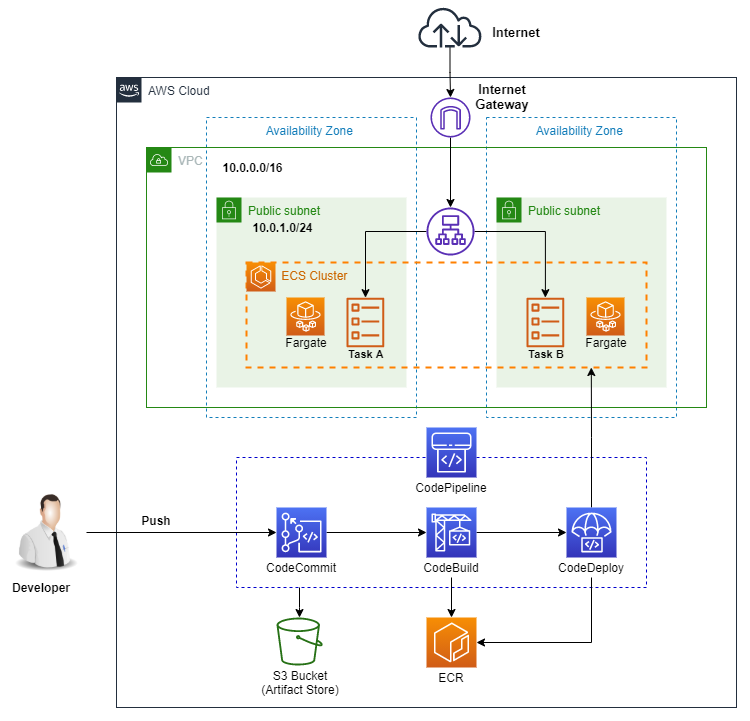 Internet
aws
AWS Cloud
Internet
Gateway
Availability Zone
Availability Zone
VPC
10.0.0.0/16
Public subnet
10.0.1.0/24
Public subnet
ECS Cluster
Fargate
Task A
Task B
Fargate
CodePipeline
Push
CodeCommit
CodeBuild
CodeDeploy
Developer
S3 Bucket
(Artifact Store)
ECR